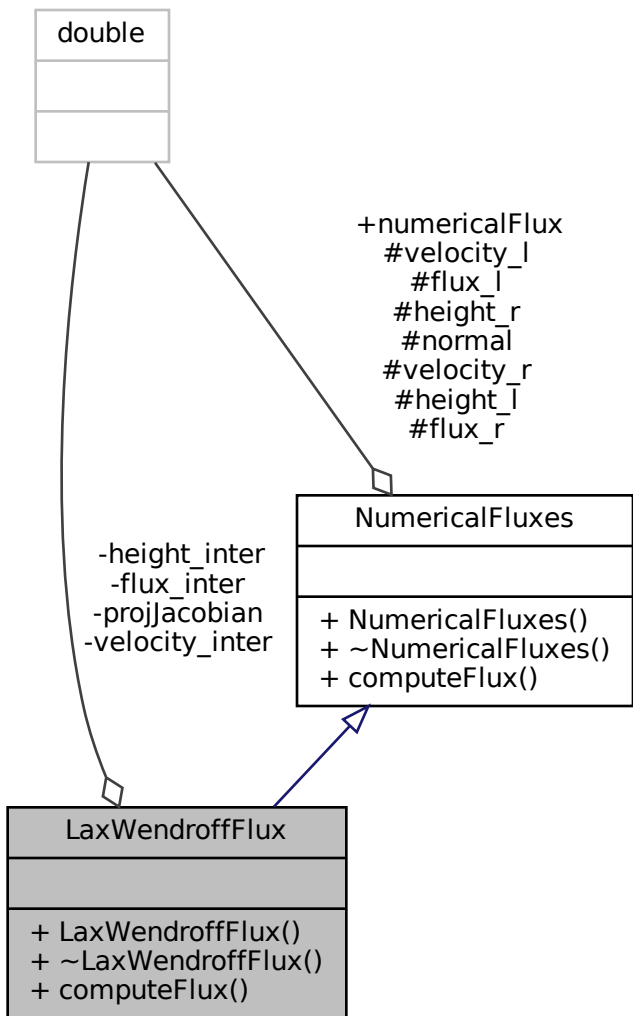 double
+numericalFlux
#velocity_l
#flux_l
#height_r
#normal
#velocity_r
#height_l
#flux_r
NumericalFluxes
+ NumericalFluxes()
+ ~NumericalFluxes()
+ computeFlux()
-height_inter
-flux_inter
-projJacobian
-velocity_inter
LaxWendroffFlux
+ LaxWendroffFlux()
+ ~LaxWendroffFlux()
+ computeFlux()